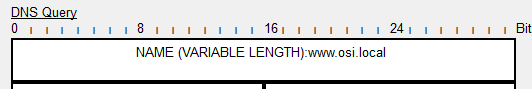 DNS Query
0 8 16 24 Bit
NAME (VARIABLE LENGTH):www.osi.local